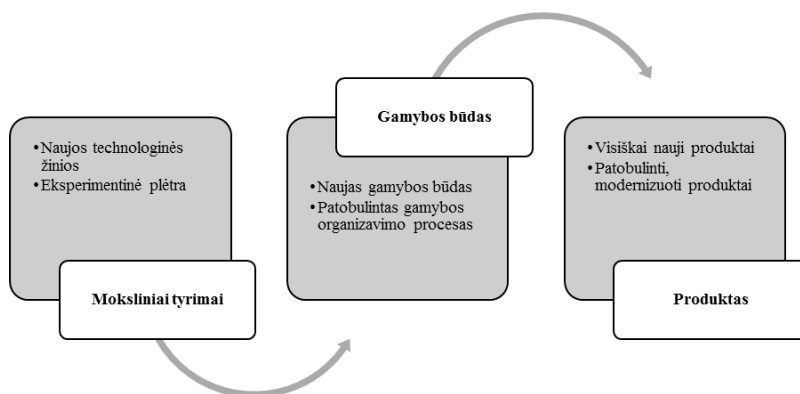 •Naujos technologinės
žinios
•Eksperimentinė plėtra
Moksliniai tyrimai
Gamybos būdas
•Naujas gamybos būdas
•Patobulintas gamybos
organizavimo procesas
•Visiškai nauji produktai
•Patobulinti,
modernizuoti produktai
Produktas